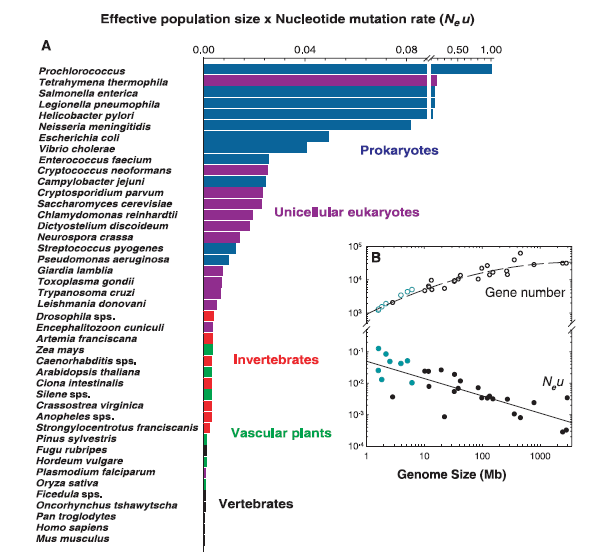 Effective population size x Nucleotide mutation rate (Neu)
A
0.00 0.04 0.08 0.50 1.00
Prochlorococcus
Tetrahymena thermophila
Salmonella enterica
Legionella pneumophila
Helicobacter pylori
Neisseria meningitidis
Escherichia coli
Vibrio cholerae
Prokaryotes
Enterococcus faecium
Cryptococcus neoformans
Campylobacter jejuni
Cryptosporidium parvum
Saccharomyces cerevisiae
Chlamydomonas reinhardtii
Unicellular eukaryotes
Dictyostelium discoideum
Neurospora crassa
Streptococcus pyogenes
Pseudomonas aeruginosa
Giardia lamblia
Toxoplasma gondii
Trypanosoma cruzi
Leishmania donovani
Drosophila sps.
Encephalitozoon cuniculi
Artemia franciscana
Zea mays
Caenorhabditis sps.
Invertebrates
Arabidopsis thaliana
Ciona intestinalis
Silene sps.
Crassostrea virginica
Anopheles sps.
Strongylocentrotus franciscanis
Vascular plants
Pinus sylvestris
Fugu rubripes
Hordeum vulgare
Plasmodium falciparum
Oryza sativa
Ficedula sps.
Vertebrates
Oncorhynchus tshawytscha
Pan troglodytes
Homo sapiens
Mus musculus
B
10^5
10^4
10^3
Gene number
10^-1
10^-2
10^-3
10^-4
Neu
1 10 100 1000
Genome Size (Mb)